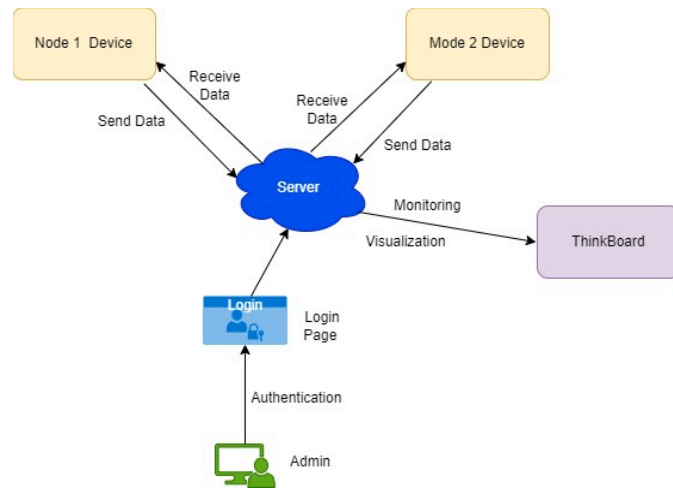 Node 1 Device
Mode 2 Device
Receive
Data
Receive
Data
Send Data
Send Data
Server
Monitoring
Visualization
ThinkBoard
Login
Login
Page
Authentication
Admin